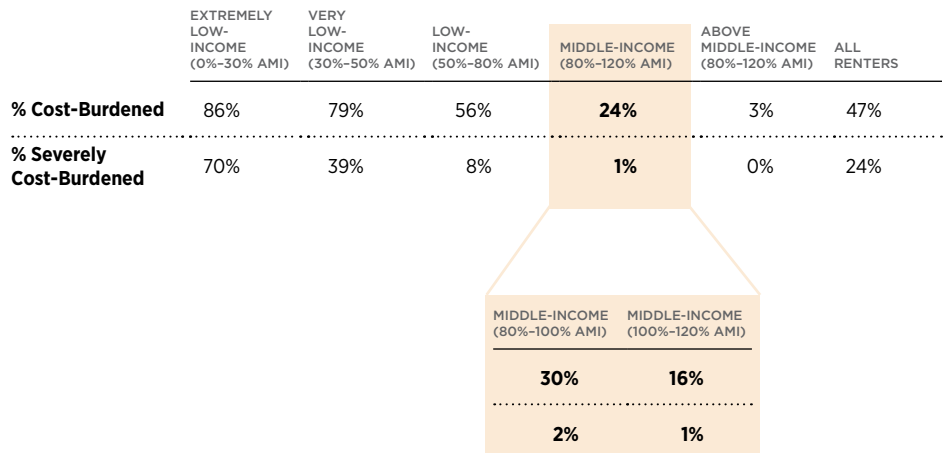 EXTREMELY
LOW-
INCOME
(0%–30% AMI)
VERY
LOW-
INCOME
(30%–50% AMI)
LOW-
INCOME
(50%–80% AMI)
MIDDLE-INCOME
(80%–120% AMI)
ABOVE
MIDDLE-INCOME
(80%–120% AMI)
ALL
RENTERS
% Cost-Burdened 86% 79% 56% 24% 3% 47%
% Severely
Cost-Burdened 70% 39% 8% 1% 0% 24%
MIDDLE-INCOME
(80%–100% AMI)
MIDDLE-INCOME
(100%–120% AMI)
30% 16%
2% 1%